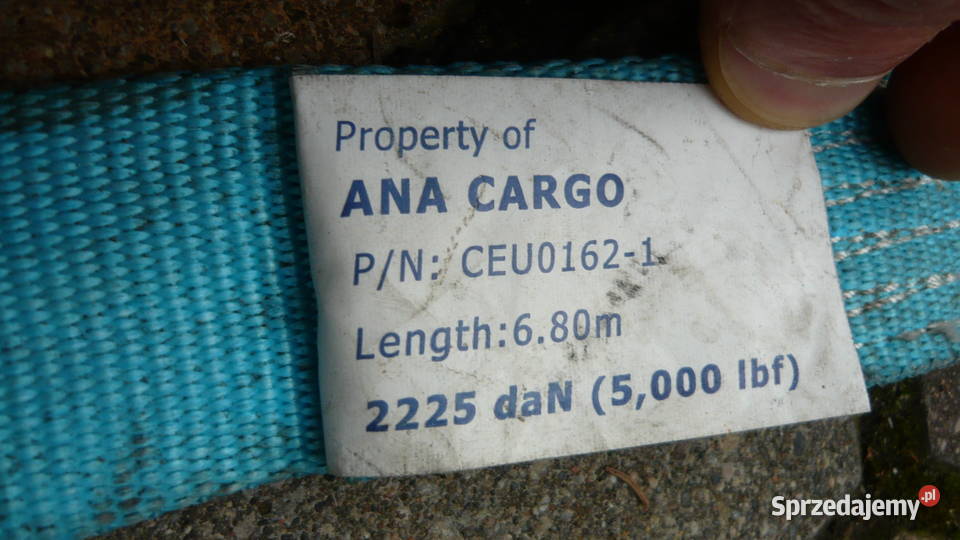 Property of
ANA CARGO
P/N: CEU0162-1
Length:6.80m
2225 daN (5,000 lbf)
Sprzedajemy.pl